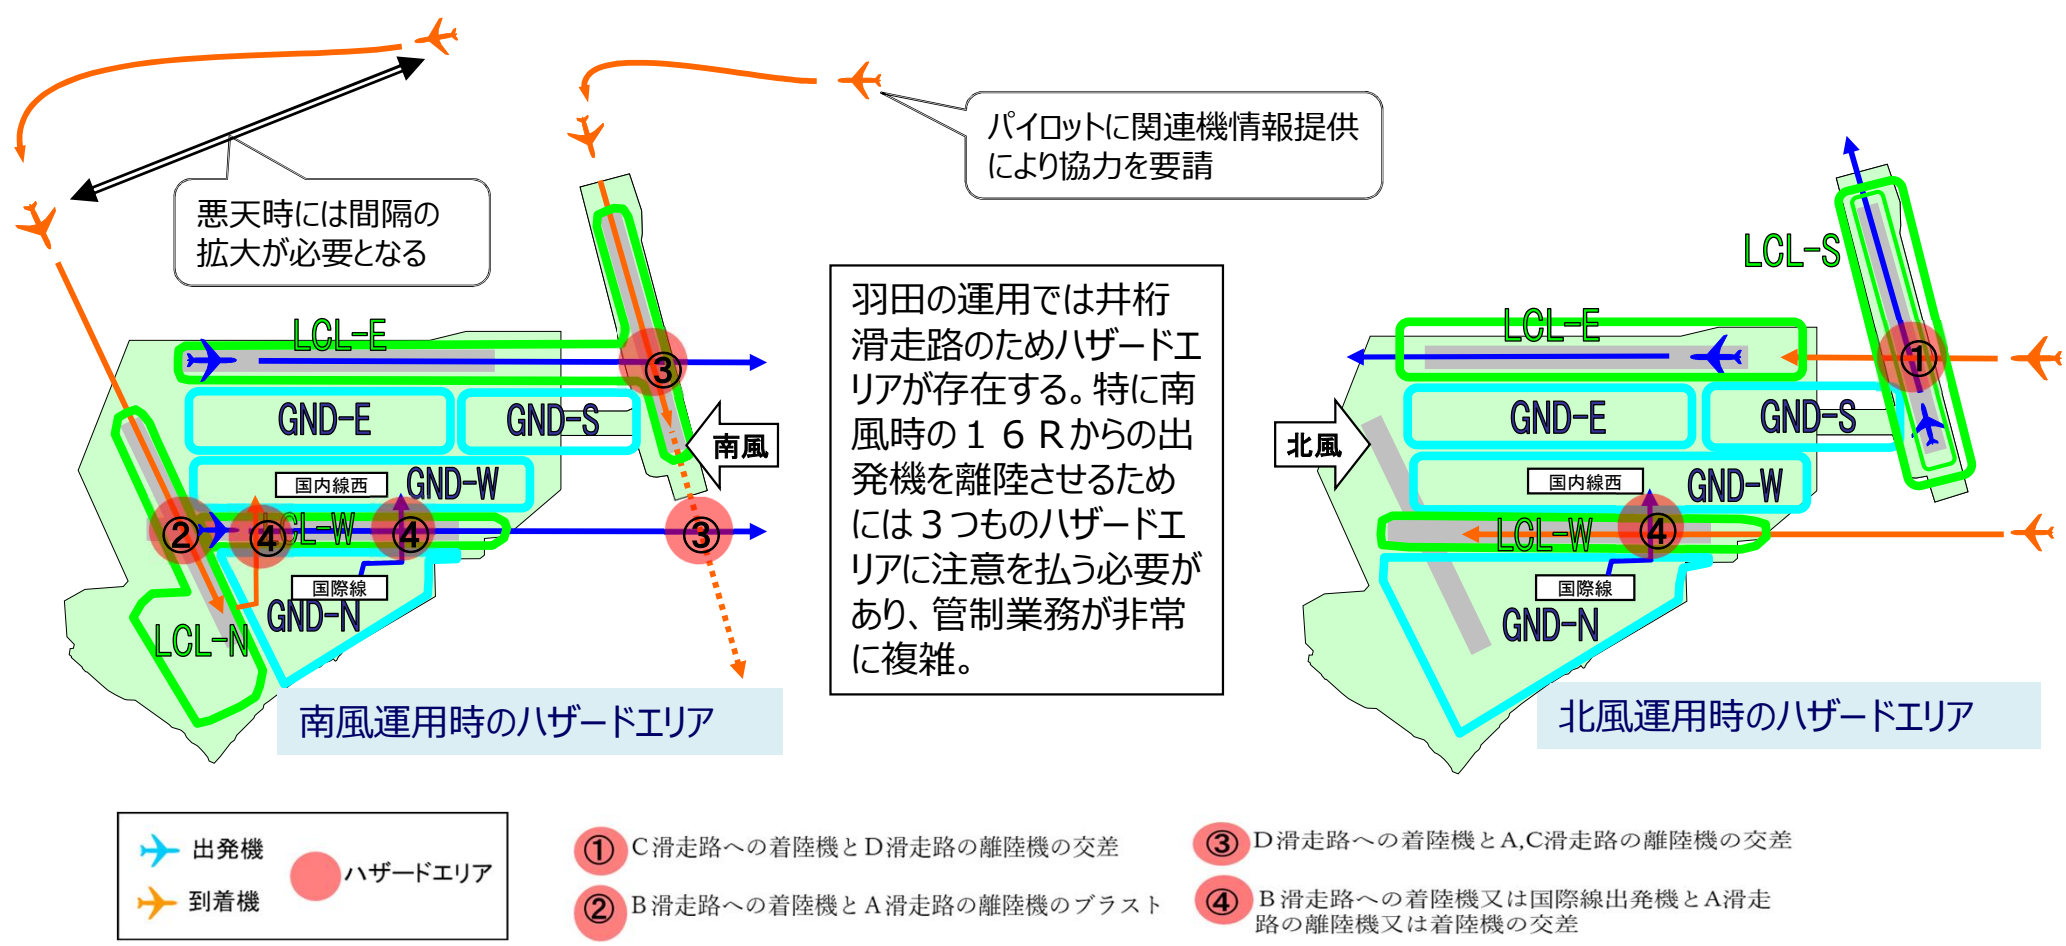 悪天時には間隔の
拡大が必要となる
パイロットに関連機情報提供
により協力を要請
LCL-E
③
GND-E
GND-S
南風
国内線西
GND-W
②
④
LCL-W
④
③
国際線
GND-N
LCL-N
南風運用時のハザードエリア
羽田の運用では井桁
滑走路のためハザードエ
リアが存在する。特に南
風時の１６Ｒからの出
発機を離陸させるため
には３つものハザードエ
リアに注意を払う必要が
あり、管制業務が非常
に複雑。
LCL-S
LCL-E
①
GND-E
GND-S
北風
国内線西
GND-W
LCL-W
④
国際線
GND-N
北風運用時のハザードエリア
出発機
到着機
ハザードエリア
① C滑走路への着陸機とD滑走路の離陸機の交差
② B滑走路への着陸機とA滑走路の離陸機のブラスト
③ D滑走路への着陸機とA,C滑走路の離陸機の交差
④ B滑走路への着陸機又は国際線出発機とA滑走
路の離陸機又は着陸機の交差